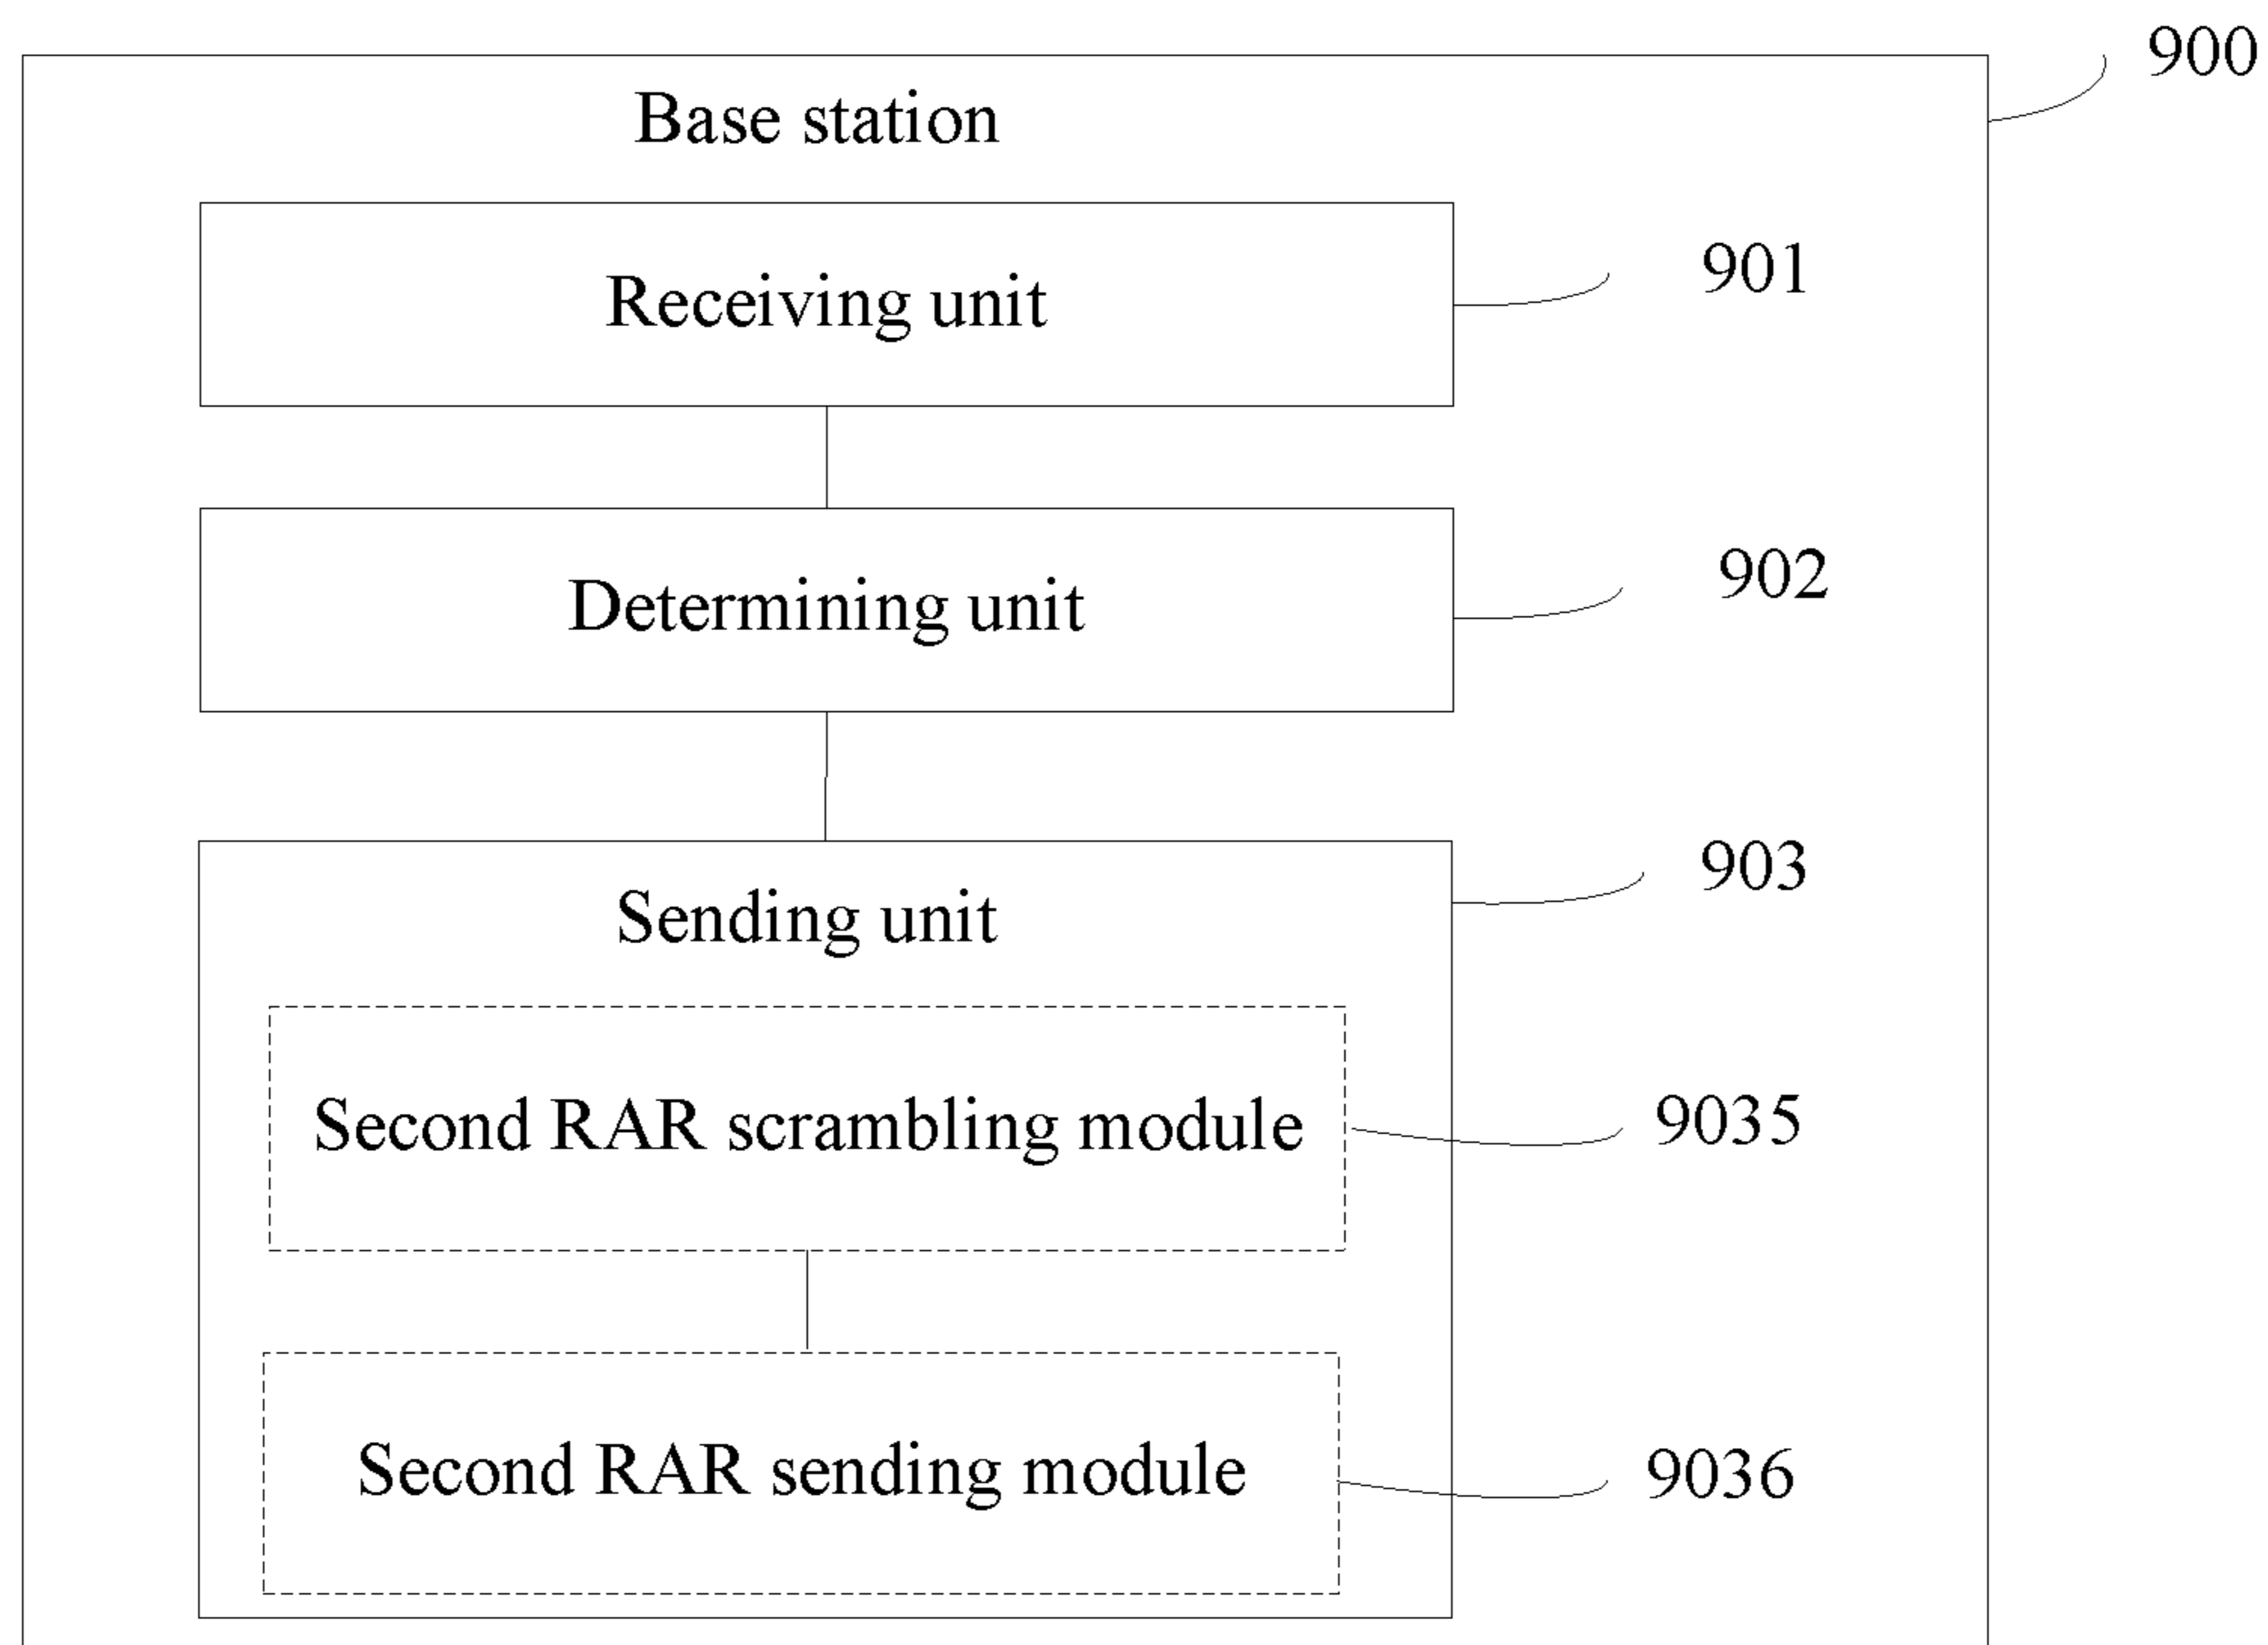 900
Base station
Receiving unit
901
Determining unit
902
Sending unit
903
Second RAR scrambling module
9035
Second RAR sending module
9036